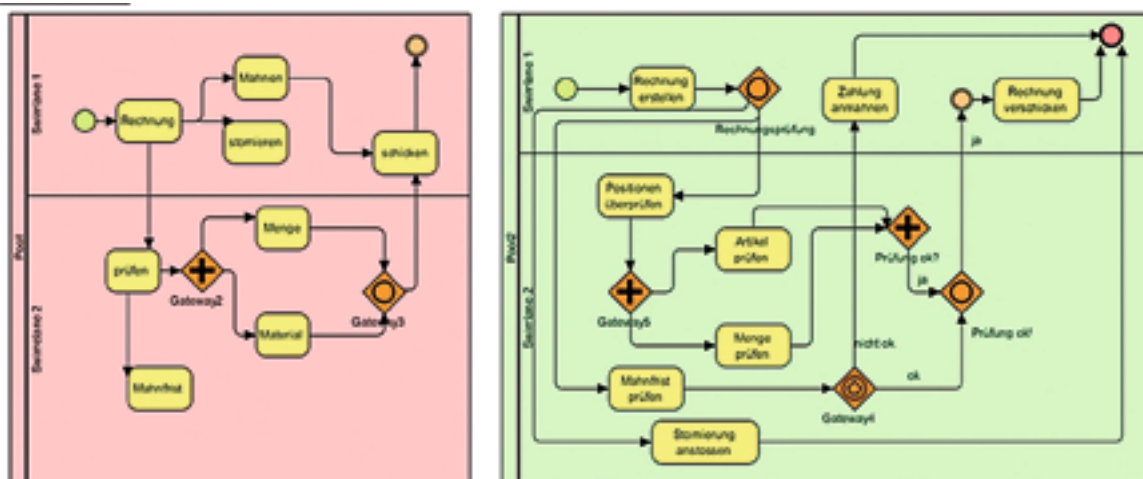 Swimlane 1
Mahnen
Rechnung
stornieren
schicken
Pool
Swimlane 2
Menge
prüfen
Gateway2
Gateway3
Material
Mahnfrist
Swimlane 1
Rechnung
erstellen
Rechnungsprüfung
Zahlung
anmahnen
Rechnung
verschicken
ja
Pool2
Swimlane 2
Positionen
überprüfen
Artikel
prüfen
Prüfung ok?
ja
Gateway5
Menge
prüfen
nicht ok
Prüfung ok!
Mahnfrist
prüfen
ok
Gateway4
Stornierung
anstossen